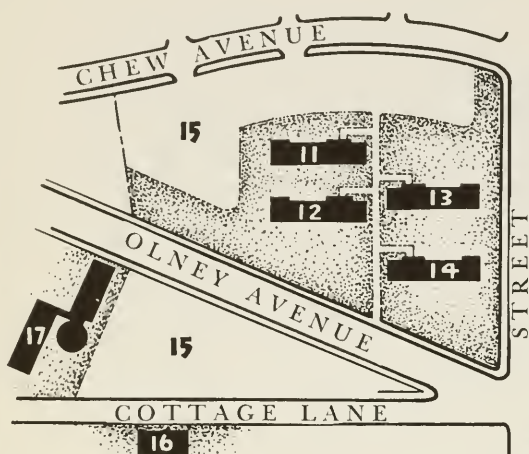 CHEW AVENUE
15
11
12
13
14
OLNEY AVENUE
STREET
17
15
COTTAGE LANE
16